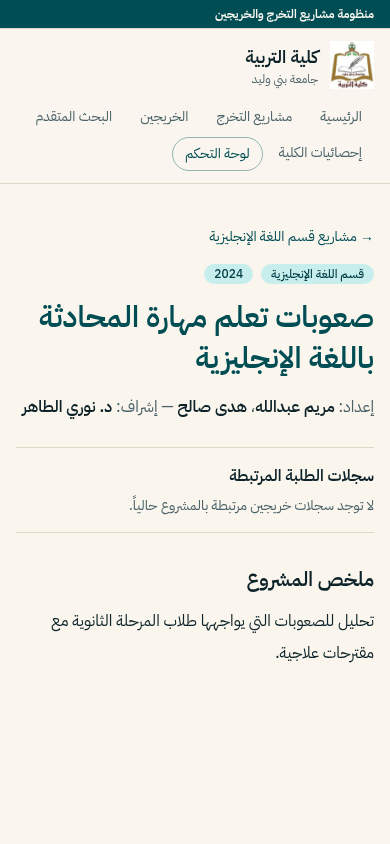 منظومة مشاريع التخرج والخريجين
كلية التربية
جامعة بني وليد
الرئيسية
مشاريع التخرج
الخريجين
البحث المتقدم
إحصائيات الكلية
لوحة التحكم
→ مشاريع قسم اللغة الإنجليزية
قسم اللغة الإنجليزية
2024
صعوبات تعلم مهارة المحادثة
باللغة الإنجليزية
إعداد: مريم عبدالله، هدى صالح — إشراف: د. نوري الطاهر
سجلات الطلبة المرتبطة
لا توجد سجلات خريجين مرتبطة بالمشروع حالياً.
ملخص المشروع
تحليل للصعوبات التي يواجهها طلاب المرحلة الثانوية مع
مقترحات علاجية.